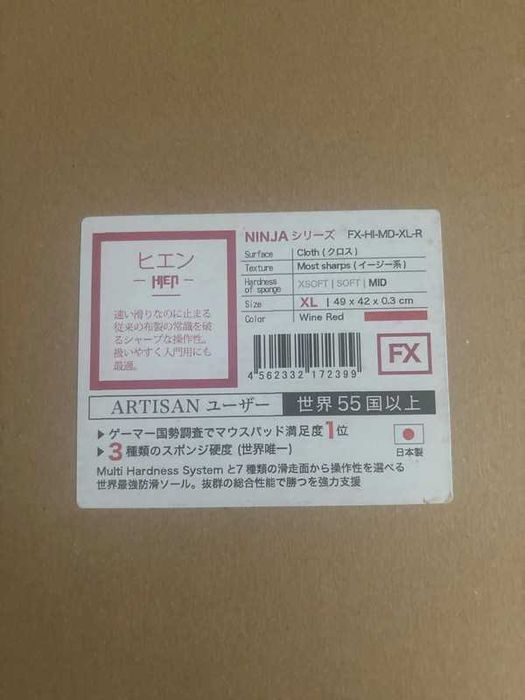 ヒエン
HIEN
速い滑りなのに止まる
従来の布製の常識を破
るシャープな操作性。
扱いやすく入門用にも
最適。
NINJAシリーズ FX-HI-MD-XL-R
Surface Cloth (クロス)
Texture Most sharps (イージー系)
Hardness of sponge XSOFT | SOFT | MID
Size XL | 49 x 42 x 0.3 cm
Color Wine Red
4 562332 172399
FX
ARTISAN ユーザー 世界 55 国以上
▶ ゲーマー国勢調査でマウスパッド満足度1位
▶ 3 種類のスポンジ硬度 (世界唯一)
日本製
Multi Hardness System と7 種類の滑走面から操作性を選べる
世界最強防滑ソール。抜群の総合性能で勝つを強力支援